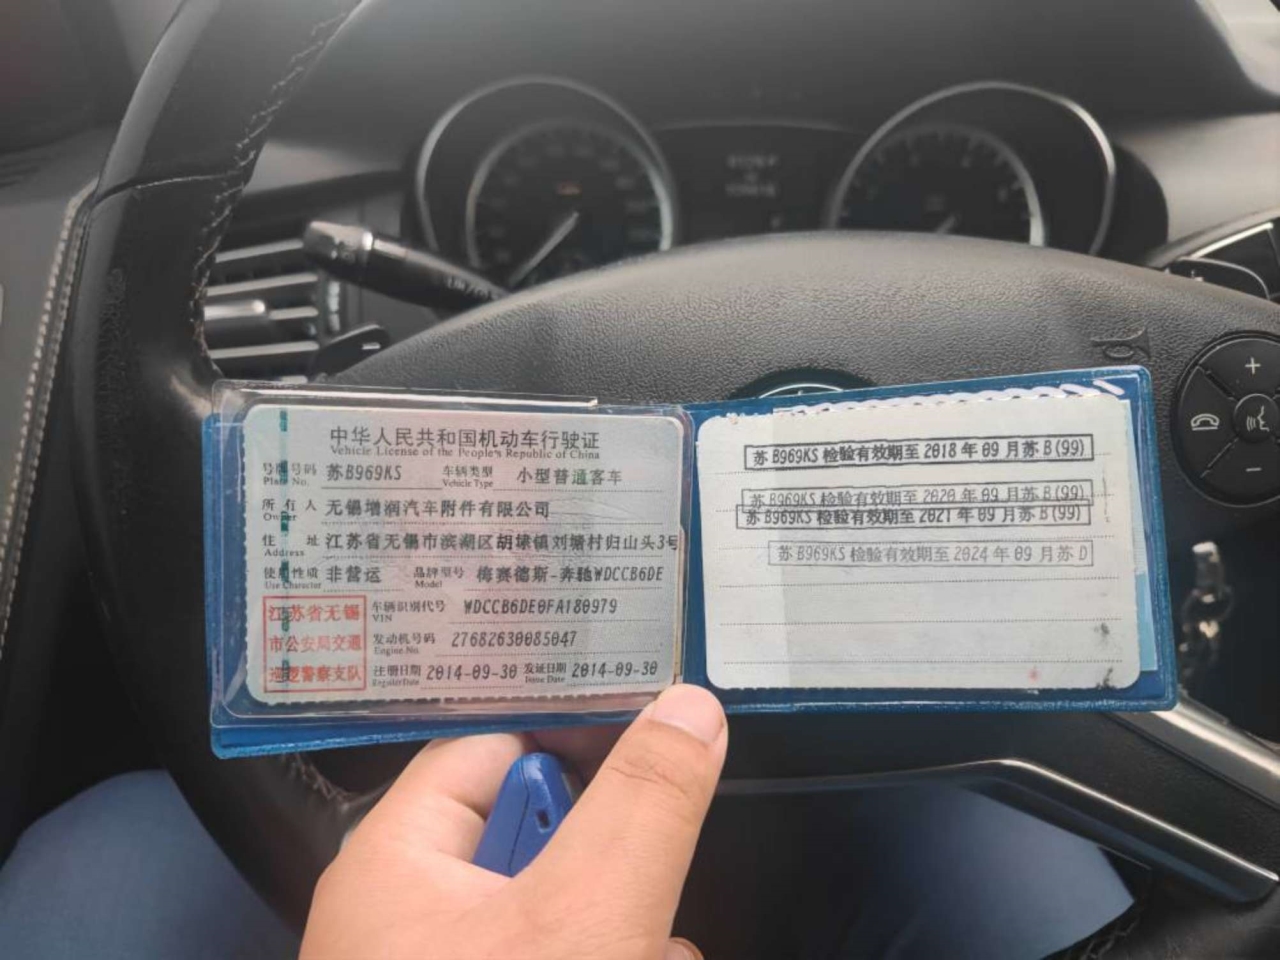 中华人民共和国机动车行驶证
Vehicle License of the People's Republic of China
号牌号码 苏B969KS 车辆类型 小型普通客车
Plate No. Vehicle Type
所有人 无锡增润汽车附件有限公司
Owner
住址 江苏省无锡市滨湖区胡埭镇刘塘村归山头3号
Address
使用性质 非营运 品牌型号 梅赛德斯-奔驰WDCCB6DE
Use Character Model
江苏省无锡
市公安局交通
巡逻警察支队
车辆识别代号 WDCCB6DE0FA180979
VIN
发动机号码 27682630085047
Engine No.
注册日期 2014-09-30 发证日期 2014-09-30
Register Date Issue Date
苏B969KS 检验有效期至 2018 年 09 月苏 B(99)
苏B969KS 检验有效期至 2020 年 09 月苏 B(99)
苏B969KS 检验有效期至 2021 年 09 月苏 B(99)
苏B969KS 检验有效期至 2024 年 09 月苏 D
+
−